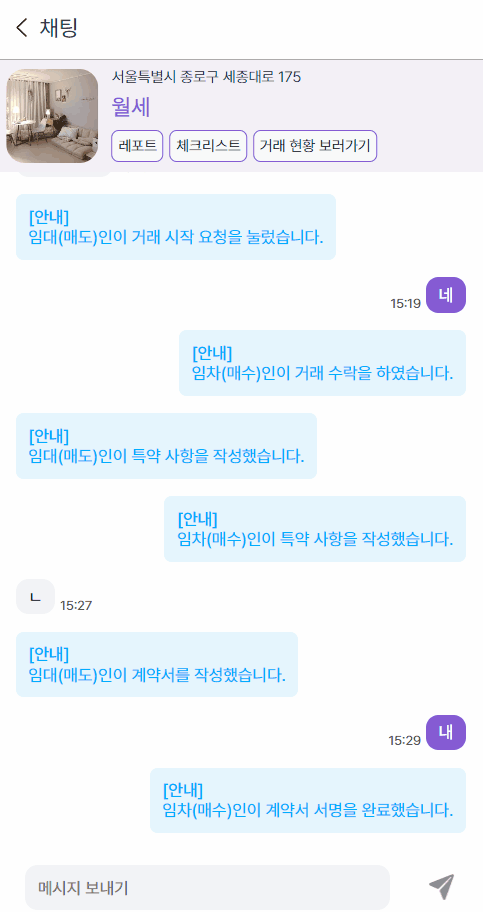 채팅
서울특별시 종로구 세종대로 175
월세
레포트 체크리스트 거래 현황 보러가기
[안내]
임대(매도)인이 거래 시작 요청을 눌렀습니다.
15:19 네
[안내]
임차(매수)인이 거래 수락을 하였습니다.
[안내]
임대(매도)인이 특약 사항을 작성했습니다.
[안내]
임차(매수)인이 특약 사항을 작성했습니다.
ㄴ 15:27
[안내]
임대(매도)인이 계약서를 작성했습니다.
15:29 내
[안내]
임차(매수)인이 계약서 서명을 완료했습니다.
메시지 보내기